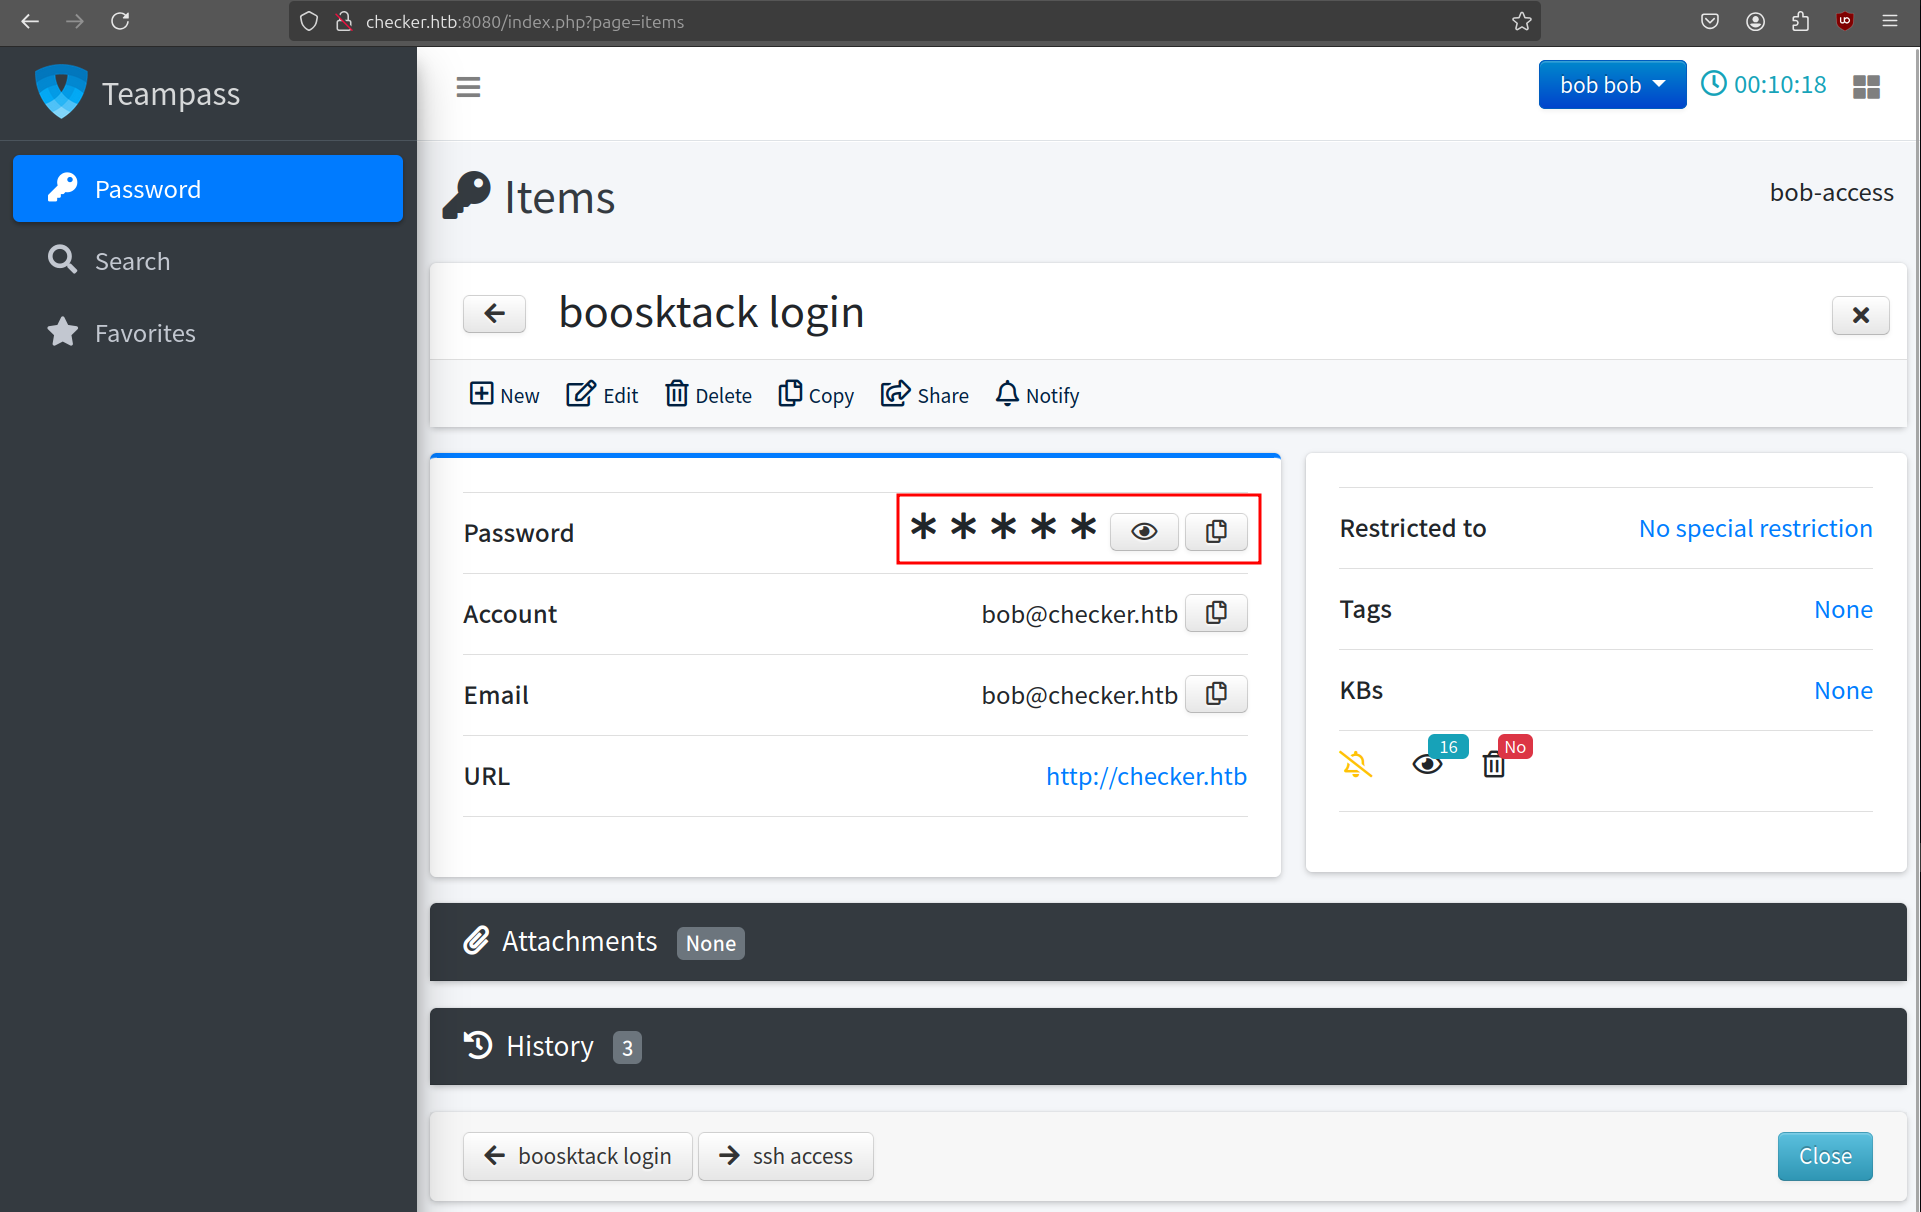 checker.htb:8080/index.php?page=items
Teampass
bob bob
00:10:18
Password
Search
Favorites
Items
bob-access
boosktack login
New Edit Delete Copy Share Notify
Password * * * * *
Account bob@checker.htb
Email bob@checker.htb
URL http://checker.htb
Restricted to No special restriction
Tags None
KBs None
16 No
Attachments None
History 3
boosktack login ssh access Close